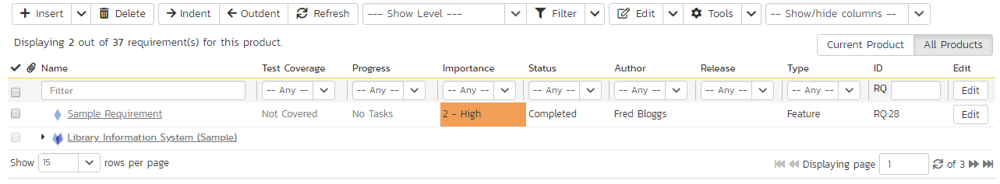 Insert Delete Indent Outdent Refresh --- Show Level --- Filter Edit Tools -- Show/hide columns --
Displaying 2 out of 37 requirement(s) for this product.
Current Product All Products
Name Test Coverage Progress Importance Status Author Release Type ID Edit
Filter -- Any -- -- Any -- -- Any -- -- Any -- -- Any -- -- Any -- -- Any -- RQ Edit
Sample Requirement Not Covered No Tasks 2 - High Completed Fred Bloggs Feature RQ:28 Edit
Library Information System (Sample)
Show 15 rows per page Displaying page 1 of 3